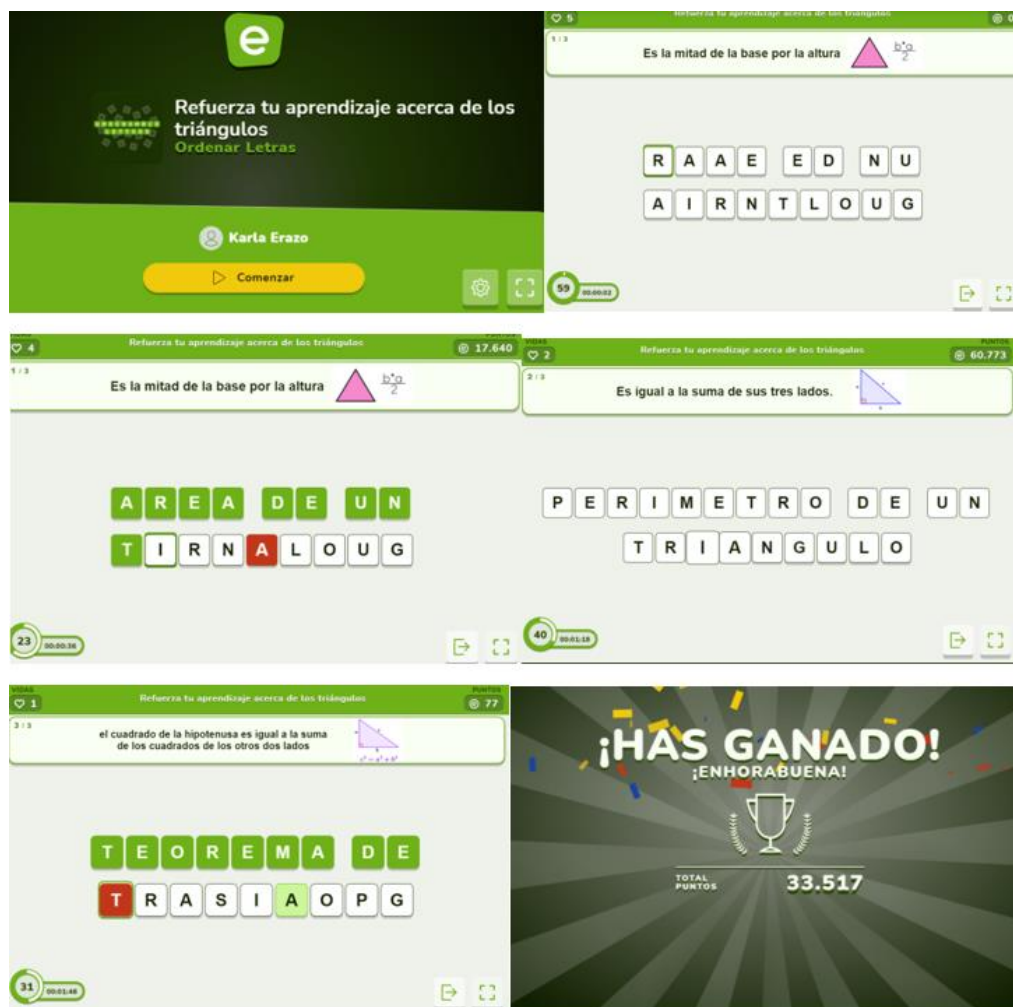 e
Refuerza tu aprendizaje acerca de los
triángulos
Ordenar Letras
Karla Erazo
Comenzar
5
Refuerza tu aprendizaje acerca de los triángulos
0
1 / 3
Es la mitad de la base por la altura
b*a
2
R A A E E D N U
A I R N T L O U G
59
00:00:02
4
Refuerza tu aprendizaje acerca de los triángulos
17.640
1 / 3
Es la mitad de la base por la altura
b*a
2
A R E A D E U N
T I R N A L O U G
23
00:00:36
VIDAS
2
Refuerza tu aprendizaje acerca de los triángulos
PUNTOS
60.773
2 / 3
Es igual a la suma de sus tres lados.
P E R I M E T R O D E U N
T R I A N G U L O
40
00:01:18
VIDAS
1
Refuerza tu aprendizaje acerca de los triángulos
PUNTOS
77
3 / 3
el cuadrado de la hipotenusa es igual a la suma
de los cuadrados de los otros dos lados
T E O R E M A D E
T R A S I A O P G
31
00:01:46
¡HAS GANADO!
¡ENHORABUENA!
TOTAL
PUNTOS
33.517